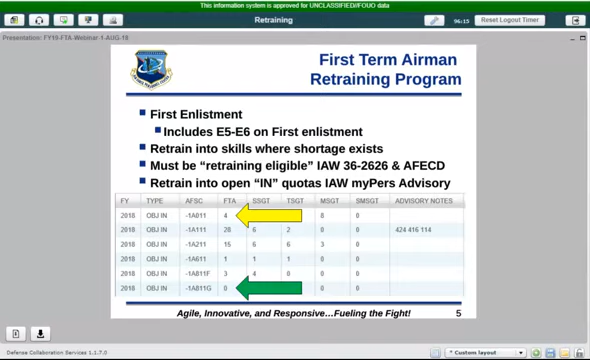 This information system is approved for UNCLASSIFIED//FOUO data
Retraining
96:15
Reset Logout Timer
Presentation: FY19-FTA-Webinar-1-AUG-18
First Term Airman
Retraining Program
First Enlistment
Includes E5-E6 on First enlistment
Retrain into skills where shortage exists
Must be “retraining eligible” IAW 36-2626 & AFECD
Retrain into open “IN” quotas IAW myPers Advisory
FY TYPE AFSC FTA SSGT TSGT MSGT SMSGT ADVISORY NOTES
2018 OBJ IN -1A011 4 8 0
2018 OBJ IN -1A111 28 6 2 0 0 424 416 114
2018 OBJ IN -1A211 15 6 6 3 0
2018 OBJ IN -1A611 1 1 1 0 0
2018 OBJ IN -1A811F 3 4 0 0 0
2018 OBJ IN -1A811G 0 0 0
Agile, Innovative, and Responsive...Fueling the Fight!
5
Defense Collaboration Services 1.1.7.0
* Custom layout